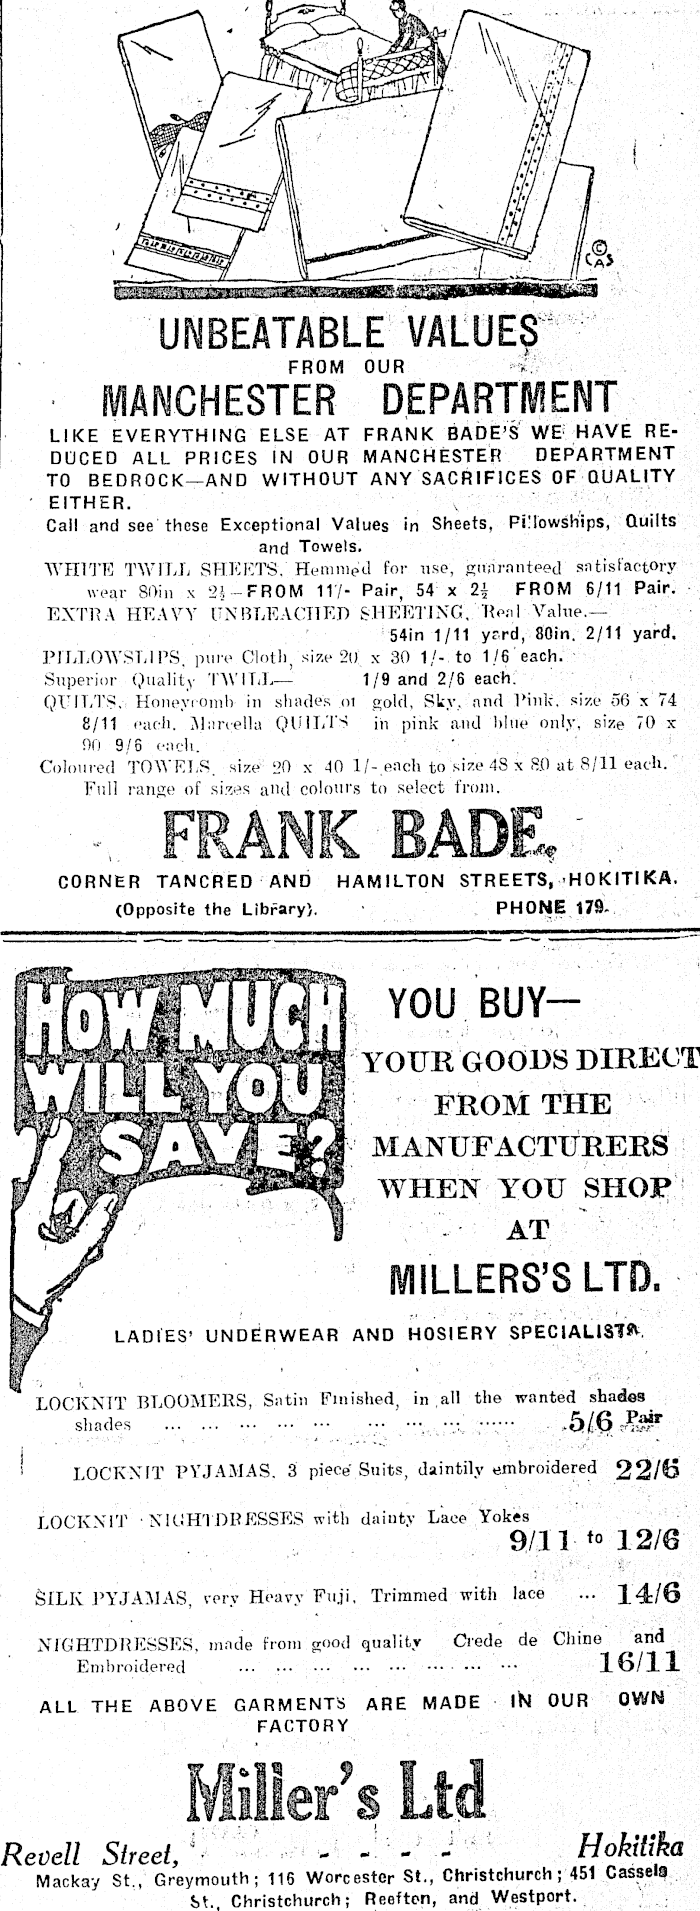 © CAS
UNBEATABLE VALUES
FROM OUR
MANCHESTER DEPARTMENT
LIKE EVERYTHING ELSE AT FRANK BADE'S WE HAVE RE-
DUCED ALL PRICES IN OUR MANCHESTER DEPARTMENT
TO BEDROCK—AND WITHOUT ANY SACRIFICES OF QUALITY
EITHER.
Call and see these Exceptional Values in Sheets, Pillowships, Quilts
and Towels.
WHITE TWILL SHEETS. Hemmed for use, guaranteed satisfactory
wear 80in x 2½—FROM 11/- Pair, 54 x 2½ FROM 6/11 Pair.
EXTRA HEAVY UNBLEACHED SHEETING, Real Value.—
54in 1/11 yard, 80in. 2/11 yard.
PILLOWSLIPS, pure Cloth, size 20 x 30 1/- to 1/6 each.
Superior Quality TWILL— 1/9 and 2/6 each.
QUILTS. Honeycomb in shades of gold, Sky, and Pink, size 56 x 74
8/11 each. Marcella QUILTS in pink and blue only, size 70 x
90 9/6 each.
Coloured TOWELS, size 20 x 40 1/- each to size 48 x 80 at 8/11 each.
Full range of sizes and colours to select from.
FRANK BADE.
CORNER TANCRED AND HAMILTON STREETS, HOKITIKA.
(Opposite the Library). PHONE 179.
HOW MUCH
WILL YOU
SAVE?
YOU BUY—
YOUR GOODS DIRECT
FROM THE
MANUFACTURERS
WHEN YOU SHOP
AT
MILLERS'S LTD.
LADIES' UNDERWEAR AND HOSIERY SPECIALISTS.
LOCKNIT BLOOMERS, Satin Finished, in all the wanted shades
shades ... ... ... ... ... ... ... ... ... ...... 5/6 Pair
LOCKNIT PYJAMAS. 3 piece Suits, daintily embroidered 22/6
LOCKNIT NIGHTDRESSES with dainty Lace Yokes
9/11 to 12/6
SILK PYJAMAS, very Heavy Fuji. Trimmed with lace ... 14/6
NIGHTDRESSES, made from good quality Crede de Chine and
Embroidered ... ... ... ... ... ... ... ... 16/11
ALL THE ABOVE GARMENTS ARE MADE IN OUR OWN
FACTORY
Miller's Ltd
Revell Street, - - - - Hokitika
Mackay St., Greymouth; 116 Worcester St., Christchurch; 451 Cassels
St., Christchurch; Reefton, and Westport.